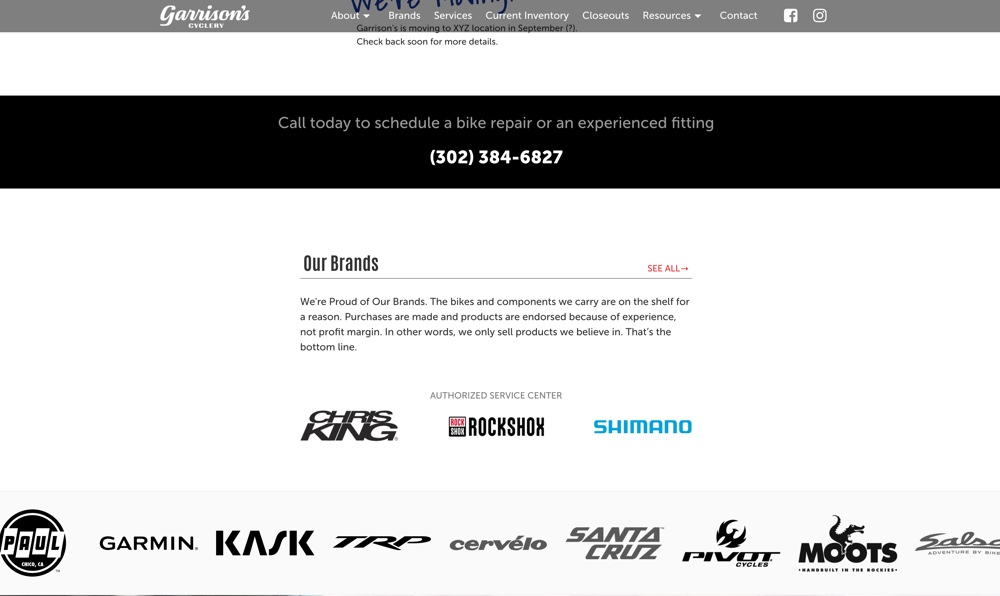 Garrison's
CYCLERY
About Brands Services Current Inventory Closeouts Resources Contact
We're Moving!
Garrison's is moving to XYZ location in September (?).
Check back soon for more details.
Call today to schedule a bike repair or an experienced fitting
(302) 384-6827
Our Brands
SEE ALL→
We're Proud of Our Brands. The bikes and components we carry are on the shelf for
a reason. Purchases are made and products are endorsed because of experience,
not profit margin. In other words, we only sell products we believe in. That's the
bottom line.
AUTHORIZED SERVICE CENTER
CHRIS KING
ROCK SHOX ROCKSHOX
SHIMANO
PAUL
CHICO, CA
GARMIN
KASK
TRP
cervélo
SANTA CRUZ
PIVOT
CYCLES
MOOTS
HANDBUILT IN THE ROCKIES
Salsa
ADVENTURE BY BIKE